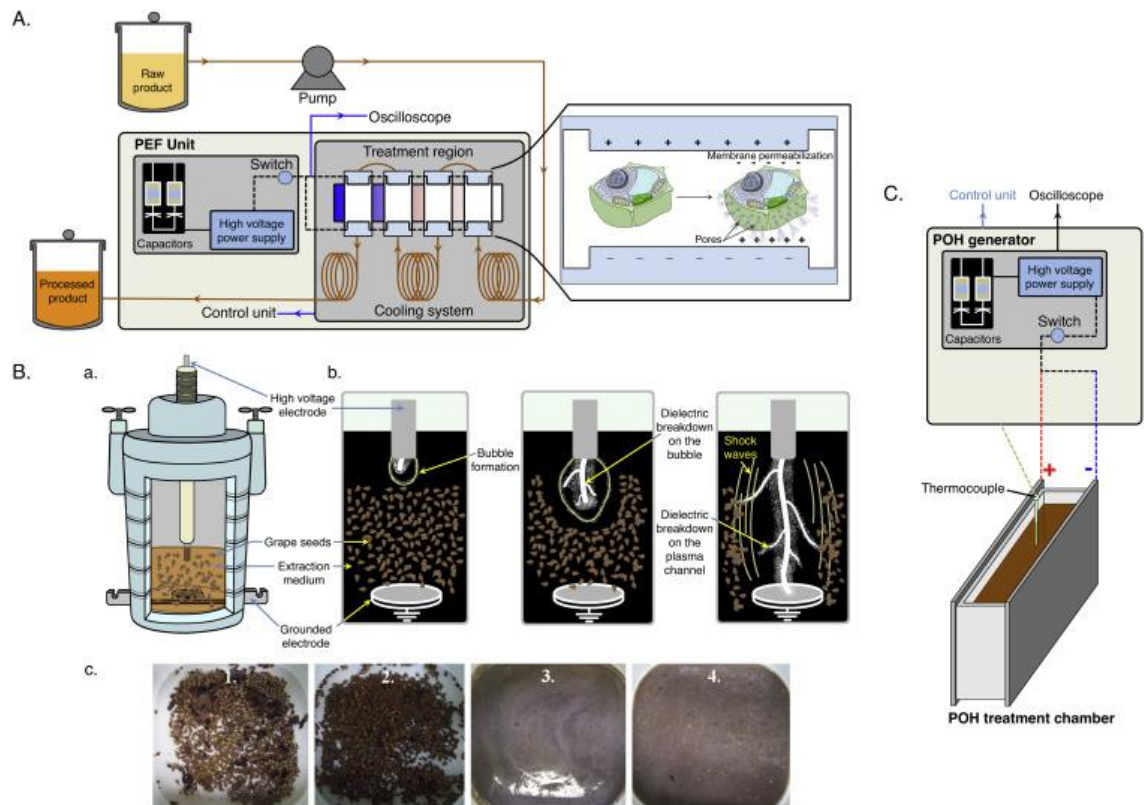 A.
Raw
product
Pump
Oscilloscope
PEF Unit
Switch
Capacitors
High voltage
power supply
Treatment region
Cooling system
Control unit
Processed
product
+ + + + + + +
Membrane permeabilization
- - - -
Pores
+ + + + +
− − − − − − −
B.
a.
High voltage
electrode
Grape seeds
Extraction
medium
Grounded
electrode
b.
Bubble
formation
Dielectric
breakdown
on the
bubble
Dielectric
breakdown
on the
plasma
channel
Shock
waves
c.
1.
2.
3.
4.
C.
Control unit
Oscilloscope
POH generator
High voltage
power supply
Switch
Capacitors
+
-
Thermocouple
POH treatment chamber